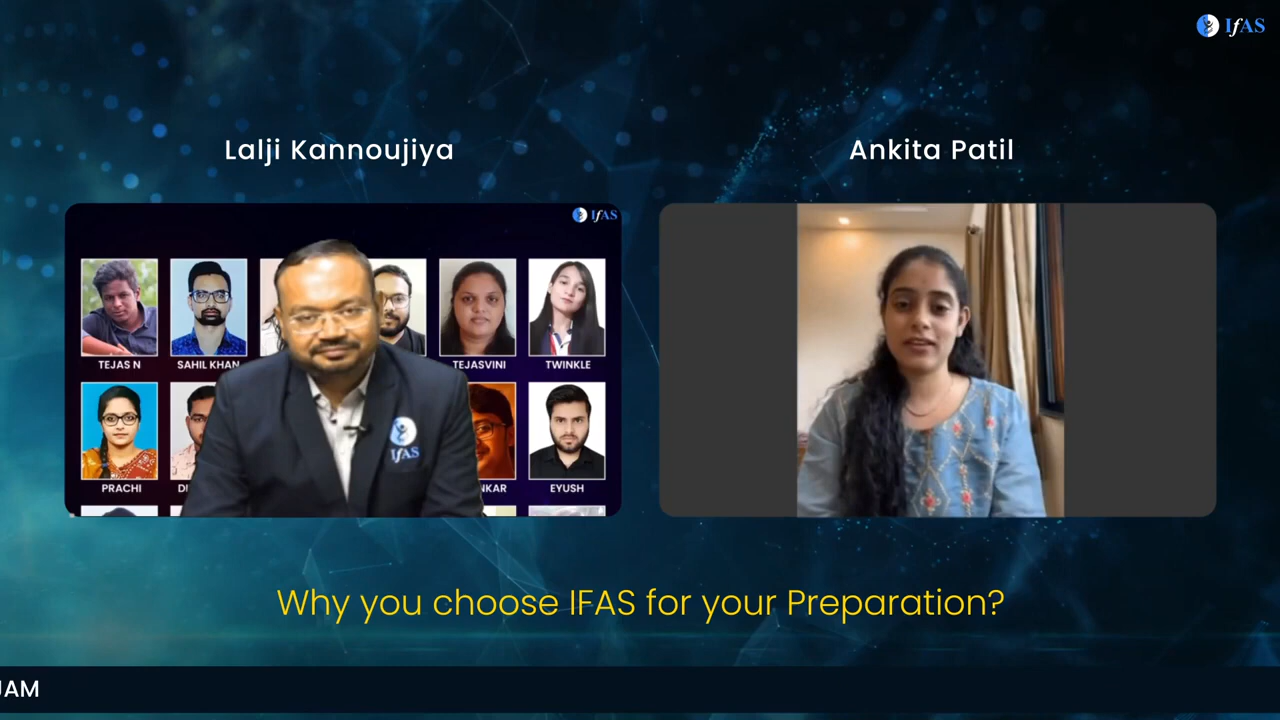 IfAS
Lalji Kannoujiya
Ankita Patil
IfAS
TEJAS N
SAHIL KHAN
TEJASVINI
TWINKLE
IfAS
PRACHI
NKAR
EYUSH
Why you choose IFAS for your Preparation?
JAM